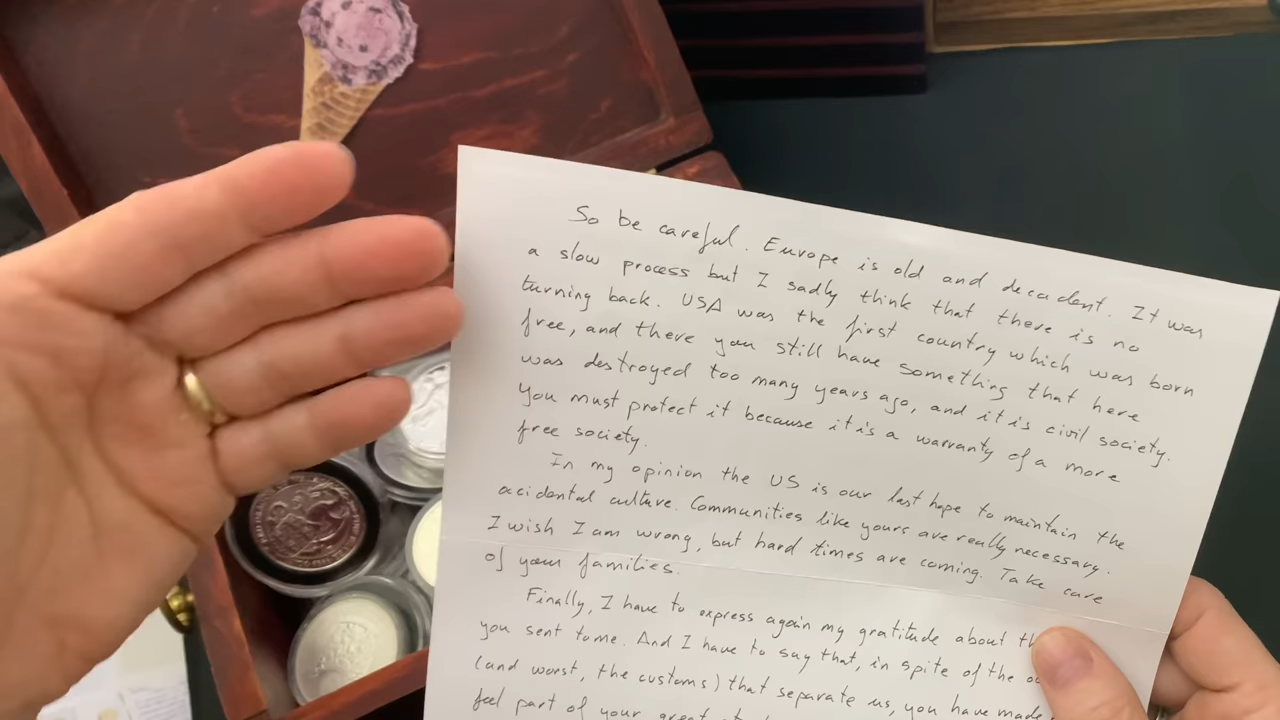 So be careful. Europe is old and decadent. It was
a slow process but I sadly think that there is no
turning back. USA was the first country which was born
free, and there you still have something that here
was destroyed too many years ago, and it is civil society.
You must protect it because it is a warranty of a more
free society.
In my opinion the US is our last hope to maintain the
accidental culture. Communities like yours are really necessary.
I wish I am wrong, but hard times are coming. Take care
of your families.
Finally, I have to express again my gratitude about
you sent to me. And I have to say that, in spite of the
(and worst, the customs) that separate us, you have made
feel part of your great